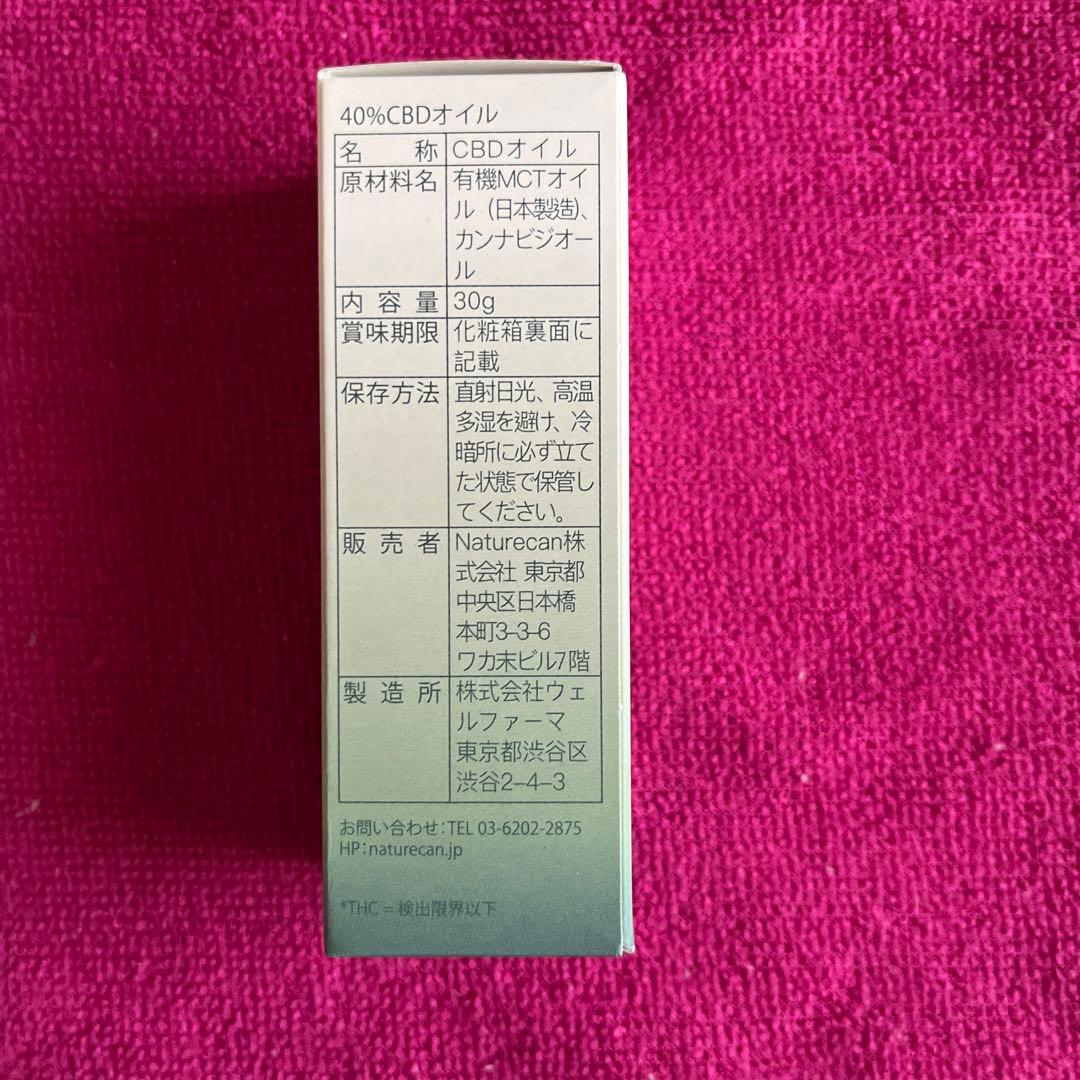 40%CBDオイル
名称 CBDオイル
原材料名 有機MCTオイ
ル（日本製造）、
カンナビジオー
ル
内容量 30g
賞味期限 化粧箱裏面に
記載
保存方法 直射日光、高温
多湿を避け、冷
暗所に必ず立て
た状態で保管し
てください。
販売者 Naturecan株
式会社 東京都
中央区日本橋
本町3-3-6
ワカ末ビル7階
製造所 株式会社ウェ
ルファーマ
東京都渋谷区
渋谷2-4-3
お問い合わせ：TEL 03-6202-2875
HP：naturecan.jp
*THC = 検出限界以下